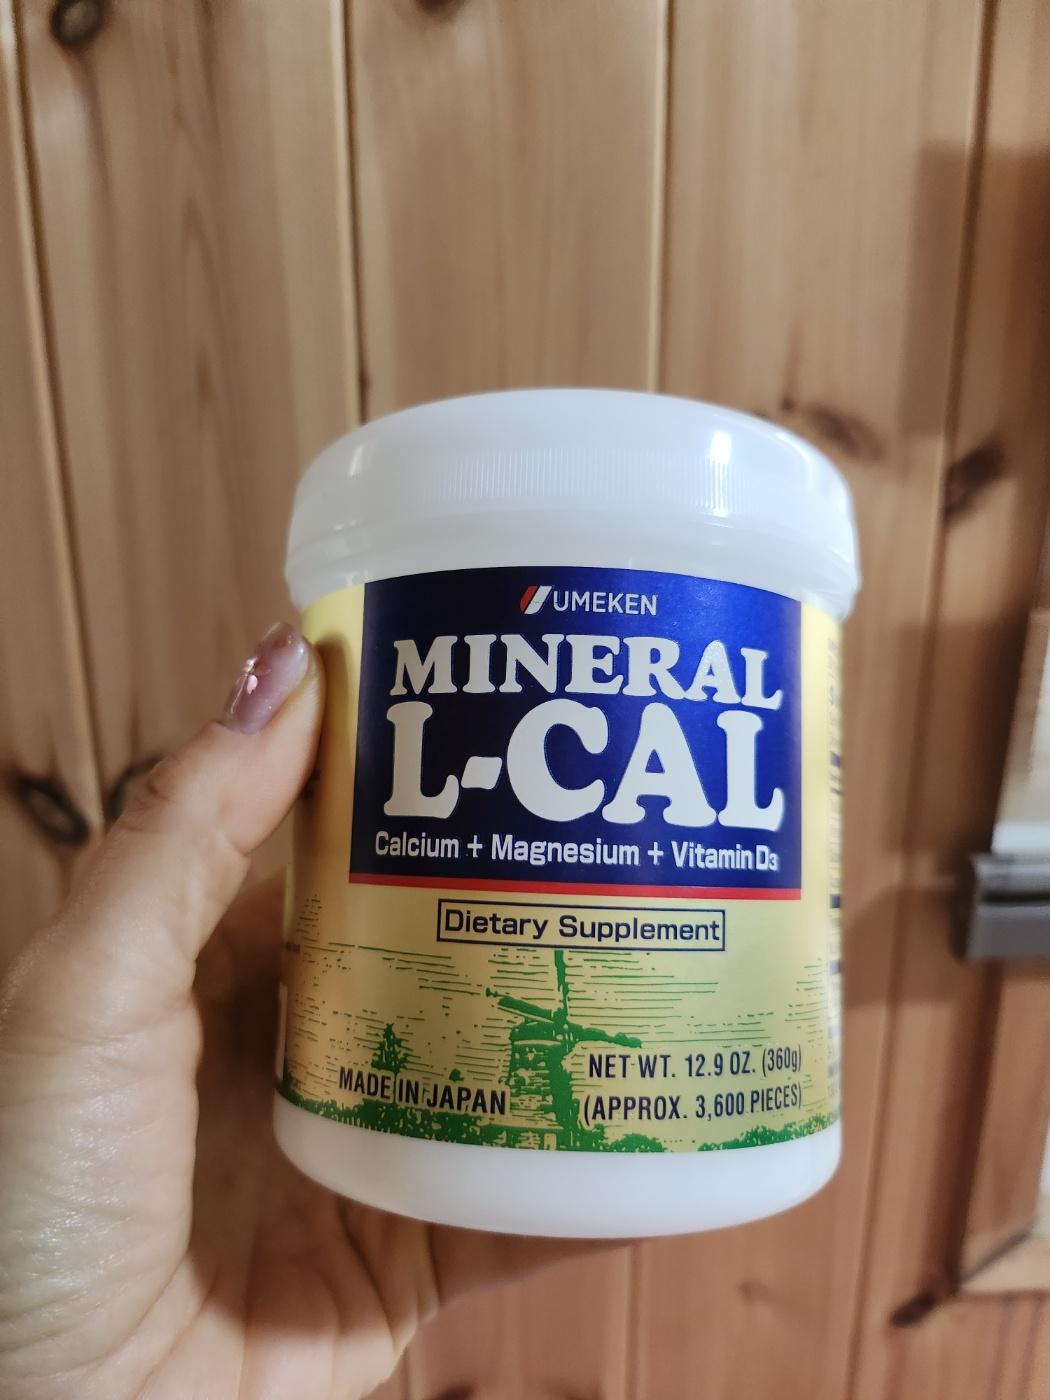 UMEKEN
MINERAL
L-CAL
Calcium + Magnesium + Vitamin D3
Dietary Supplement
MADE IN JAPAN
NET WT. 12.9 OZ. (360g)
(APPROX. 3,600 PIECES)